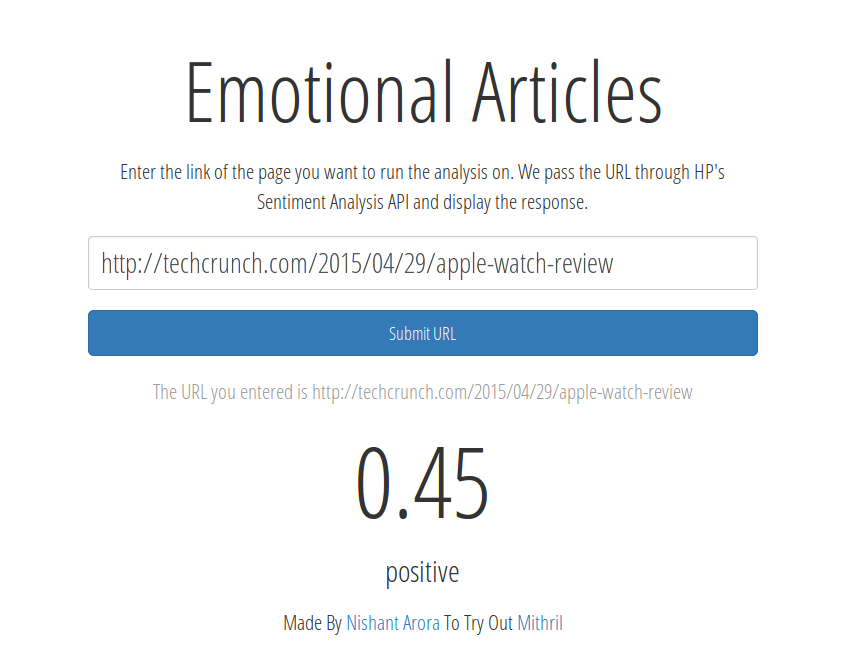 Emotional Articles
Enter the link of the page you want to run the analysis on. We pass the URL through HP's
Sentiment Analysis API and display the response.
http://techcrunch.com/2015/04/29/apple-watch-review
Submit URL
The URL you entered is http://techcrunch.com/2015/04/29/apple-watch-review
0.45
positive
Made By Nishant Arora To Try Out Mithril